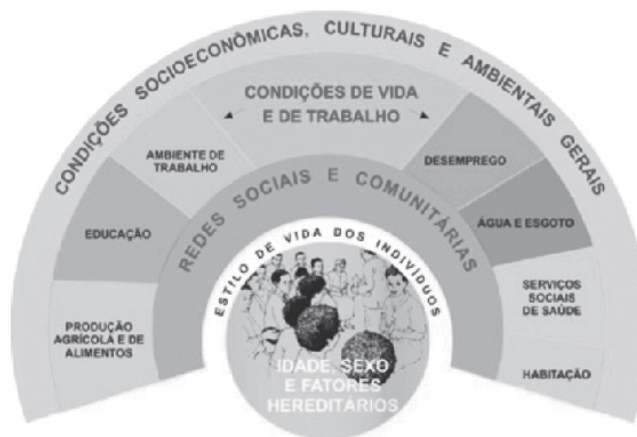 CONDIÇÕES SOCIOECONÔMICAS, CULTURAIS E AMBIENTAIS GERAIS
CONDIÇÕES DE VIDA
E DE TRABALHO
AMBIENTE DE
TRABALHO
DESEMPREGO
REDES SOCIAIS E COMUNITÁRIAS
EDUCAÇÃO
ÁGUA E ESGOTO
ESTILO DE VIDA DOS INDIVÍDUOS
SERVIÇOS
SOCIAIS
DE SAÚDE
PRODUÇÃO
AGRÍCOLA E DE
ALIMENTOS
IDADE, SEXO
E FATORES
HEREDITÁRIOS
HABITAÇÃO